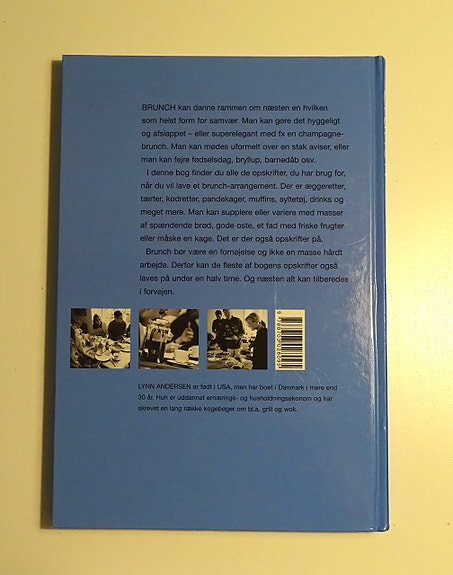 BRUNCH kan danne rammen om næsten en hvilken
som helst form for samvær. Man kan gøre det hyggeligt
og afslappet – eller superelegant med fx en champagne-
brunch. Man kan mødes uformelt over en stak aviser, eller
man kan fejre fødselsdag, bryllup, barnedåb osv.
I denne bog finder du alle de opskrifter, du har brug for,
når du vil lave et brunch-arrangement. Der er æggeretter,
tærter, kødretter, pandekager, muffins, syltetøj, drinks og
meget mere. Man kan supplere eller variere med masser
af spændende brød, gode oste, et fad med friske frugter
eller måske en kage. Det er der også opskrifter på.
Brunch bør være en fornøjelse og ikke en masse hårdt
arbejde. Derfor kan de fleste af bogens opskrifter også
laves på under en halv time. Og næsten alt kan tilberedes
i forvejen.
LYNN ANDERSEN er født i USA, men har boet i Danmark i mere end
30 år. Hun er uddannet ernærings- og husholdningsøkonom og har
skrevet en lang række kogebøger om bl.a. grill og wok.